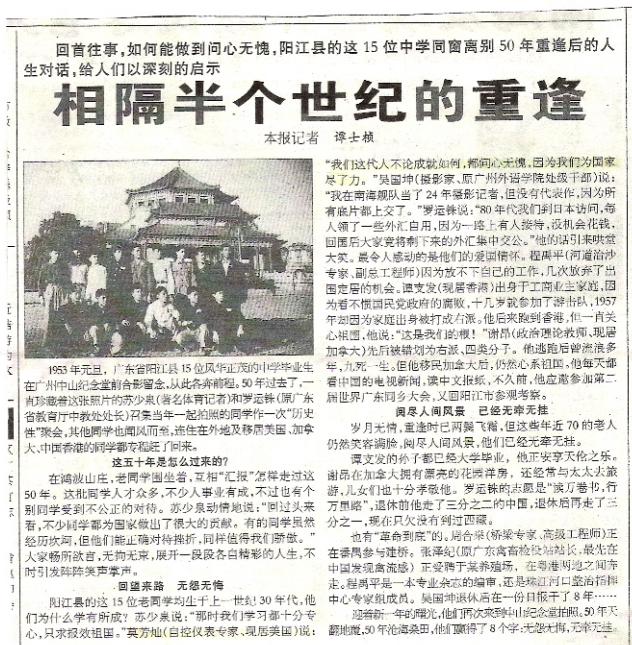 回首往事,如何能做到问心无愧,阳江县的这15位中学同窗离别50年重逢后的人
生对话,给人们以深刻的启示
相隔半个世纪的重逢
本报记者 谭士桢
1953年元旦,广东省阳江县15位风华正茂的中学毕业生
在广州中山纪念堂前合影留念,从此各奔前程。50年过去了,一
直珍藏着这张照片的苏少泉(著名体育记者)和罗运铢(原广东
省教育厅中教处处长)召集当年一起拍照的同学作一次“历史
性”聚会,其他同学也闻风而至,连住在外地及移居美国、加拿
大、中国香港的同学都专程赶了回来。
这五十年是怎么过来的?
在鸿波山庄,老同学围坐着,互相“汇报”怎样走过这
50年。这批同学人才众多,不少人事业有成,不过也有个
别同学受到不公正的对待。苏少泉动情地说:“回过头来
看,不少同学都为国家做出了很大的贡献。有的同学虽然
经历坎坷,但他们能正确对待挫折,同样值得我们骄傲。”
大家畅所欲言,无拘无束,展开一段段各自精彩的人生,不
时引发阵阵笑声掌声。
回望来路 无怨无悔
阳江县的这15位老同学均生于上一世纪30年代,他
们为什么学有所成?苏少泉说:“那时我们学习都十分专
心,只求报效祖国。”莫芳灿(自控仪表专家、现居美国)说:
“我们这代人不论成就如何,都问心无愧,因为我们为国家
尽了力。”吴国坤(摄影家、原广州外语学院处级干部)说:
“我在南海舰队当了24年摄影记者,但没有代表作,因为所
有底片都上交了。”罗运铢说:“80年代我们到日本访问,每
人领了一些外汇自用,因为一路上有人接待,没机会花钱,
回国后大家竟将剩下来的外汇集中交公。”他的话引来哄堂
大笑。最令人感动的是他们的爱国情怀。程禹平(河道治沙
专家、副总工程师)因为放不下自己的工作,几次放弃了出
国定居的机会。谭支发(现居香港)出身于工商业主家庭,因
为看不惯国民党政府的腐败,十几岁就参加了游击队,1957
年却因为家庭出身被打成右派。他后来跑到香港,但一直关
心祖国,他说:“这是我们的根!”谢昂(政治理论教师、现居
加拿大)先后被错划为右派、四类分子。他逃跑后曾流浪多
年,九死一生。但他移民加拿大后,仍然心系祖国,他每天都
看中国的电视新闻,读中文报纸,不久前,他应邀参加第二
届世界广东同乡大会,又回阳江市参观考察。
阅尽人间风景 已经无牵无挂
岁月无情,重逢时已两鬓飞霜,但这些年近70的老人
仍然笑容满脸,阅尽人间风景,他们已经无牵无挂。
谭支发的孙子都已经大学毕业,他正安享天伦之乐。
谢昂在加拿大拥有漂亮的花园洋房,还经常与太太去旅
游,儿女们也十分孝敬他。罗运铢的志愿是“读万卷书,行
万里路”,退休前他走了三分之二的中国,退休后再走了三
分之一,现在只欠没有到过西藏。
也有“革命到底”的。周合来(桥梁专家、高级工程师)正
在番禺参与建桥。张泽纪(原广东禽畜检疫站站长,最先在
中国发现禽流感)正受聘于某养殖场,在粤港两地之间奔
走。程禹平是一本专业杂志的编审,还是珠江河口整治指挥
中心专家组成员。吴国坤退休后在一份日报干了8年……
迎着新一年的曙光,他们再次来到中山纪念堂拍照。50年天
翻地覆,50年沧海桑田,他们赢得了8个字:无怨无悔,无牵无挂。